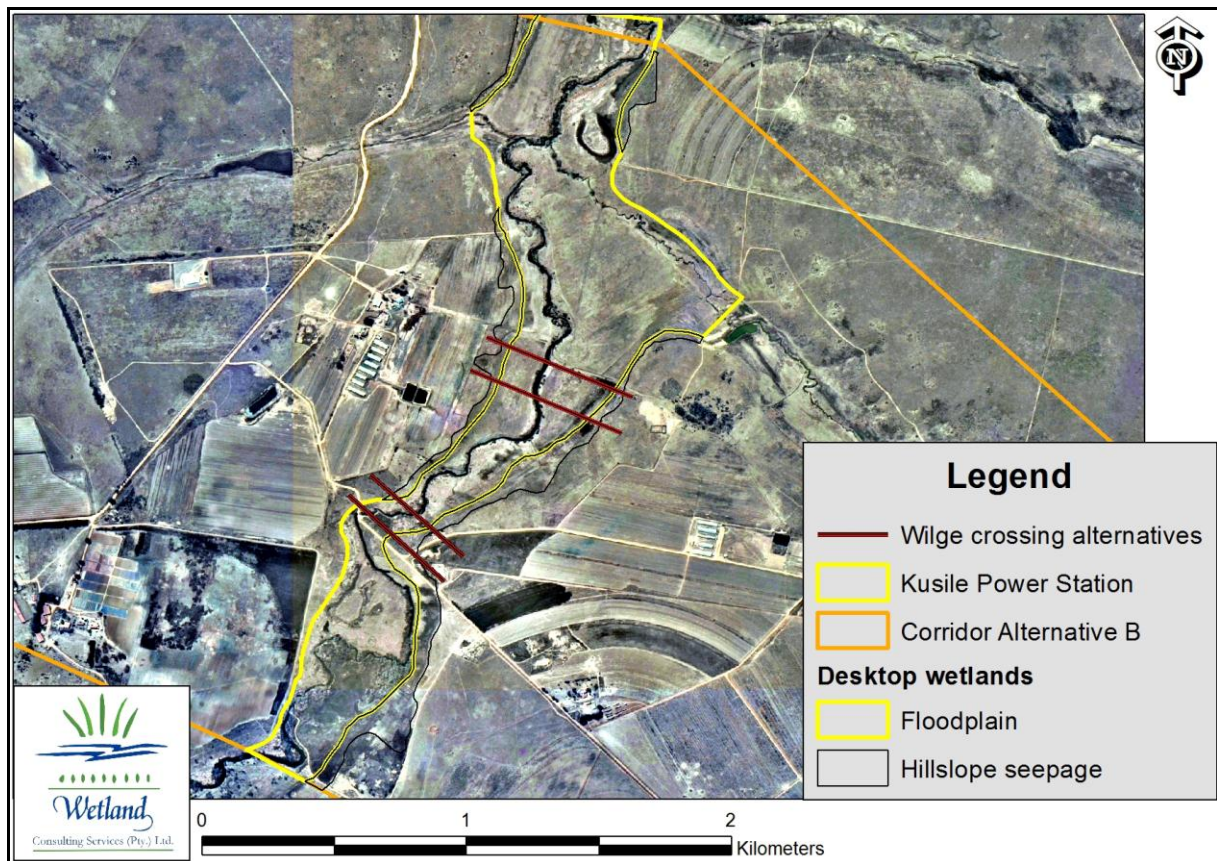 N
Legend
Wilge crossing alternatives
Kusile Power Station
Corridor Alternative B
Desktop wetlands
Floodplain
Hillslope seepage
Wetland
Consulting Services (Pty.) Ltd.
0 1 2
Kilometers